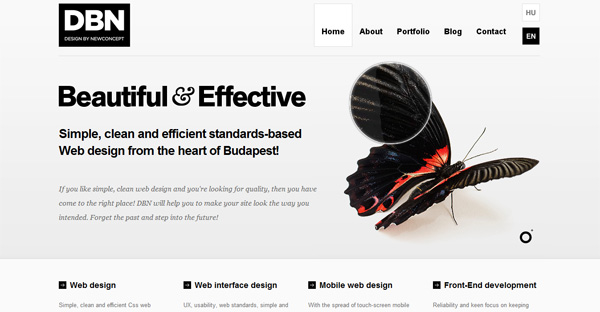 DBN
DESIGN BY NEWCONCEPT
Home
About
Portfolio
Blog
Contact
HU
EN
Beautiful & Effective
Simple, clean and efficient standards-based
Web design from the heart of Budapest!
If you like simple, clean web design and you're looking for quality, then you have
come to the right place! DBN will help you to make your site look the way you
intended. Forget the past and step into the future!
Web design
Simple, clean and efficient Css web
Web interface design
UX, usability, web standards, simple and
Mobile web design
With the spread of touch-screen mobile
Front-End development
Reliability and keen focus on keeping